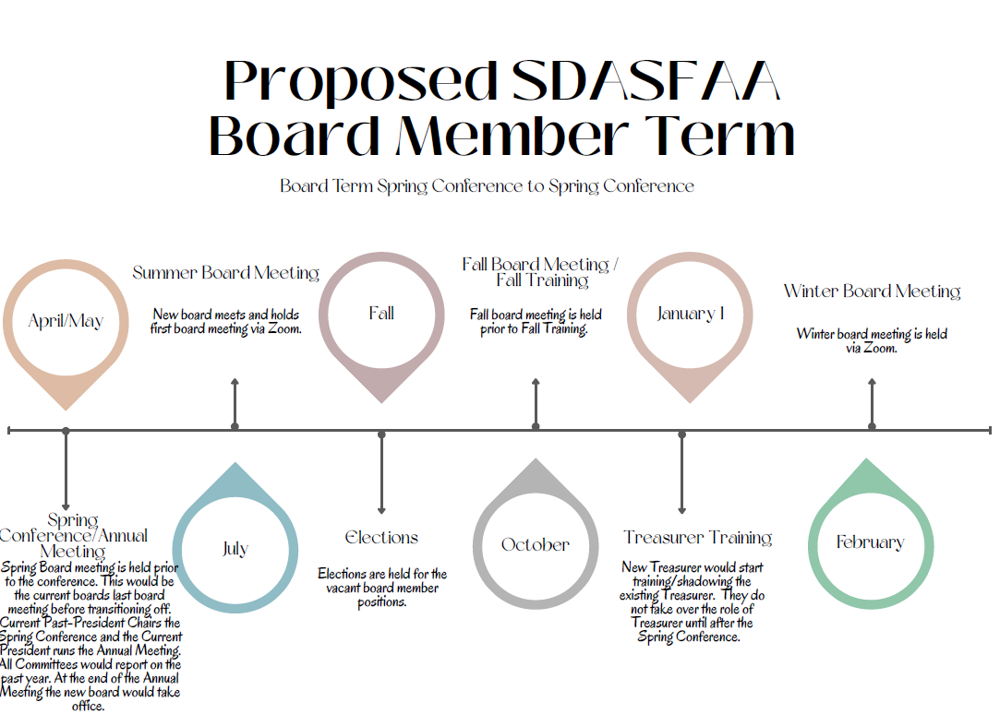 Proposed SDASFAA
Board Member Term
Board Term Spring Conference to Spring Conference
April/May
Spring
Conference/Annual
Meeting
Spring Board meeting is held prior
to the conference. This would be
the current boards last board
meeting before transitioning off.
Current Past-President Chairs the
Spring Conference and the Current
President runs the Annual Meeting.
All Committees would report on the
past year. At the end of the Annual
Meeting the new board would take
office.
Summer Board Meeting
New board meets and holds
first board meeting via Zoom.
July
Fall
Elections
Elections are held for the
vacant board member
positions.
Fall Board Meeting /
Fall Training
Fall board meeting is held
prior to Fall Training.
October
January 1
Treasurer Training
New Treasurer would start
training/shadowing the
existing Treasurer. They do
not take over the role of
Treasurer until after the
Spring Conference.
Winter Board Meeting
Winter board meeting is held
via Zoom.
February